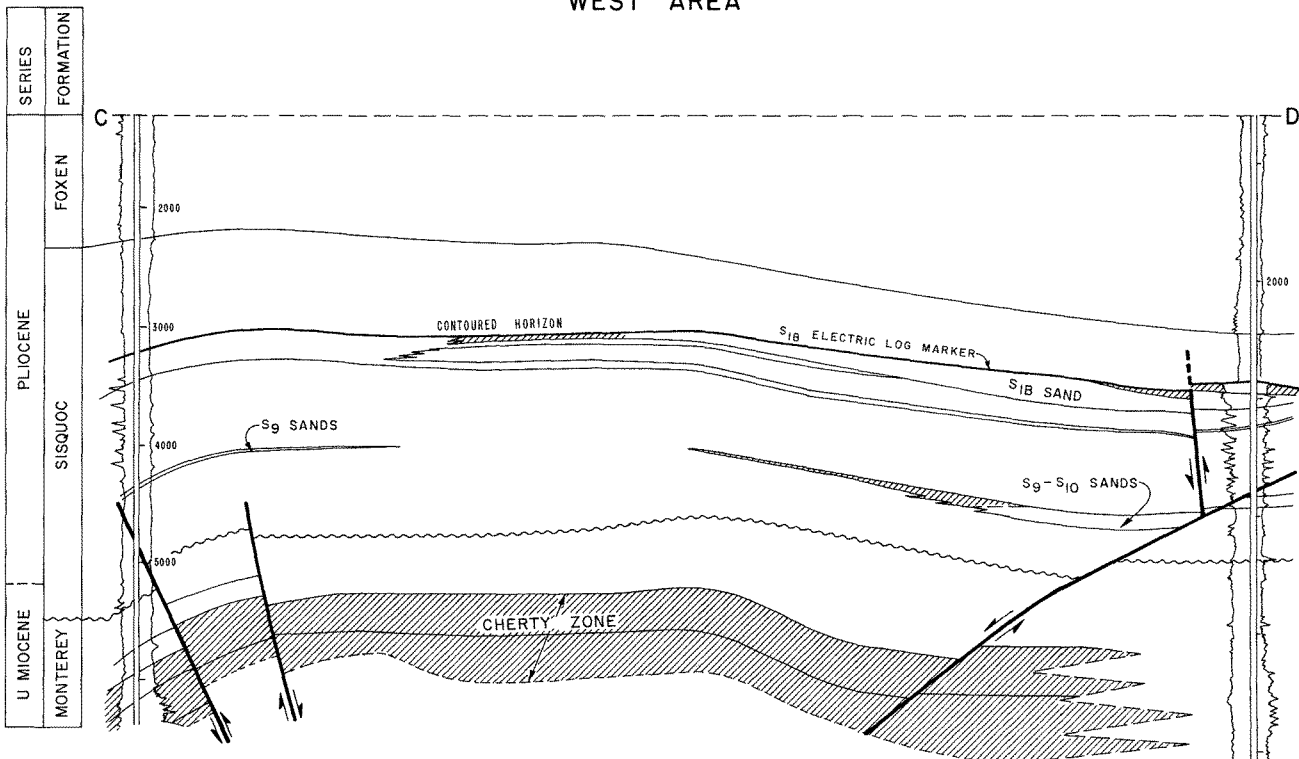 WEST AREA
SERIES
FORMATION
C
D
PLIOCENE
FOXEN
SISQUOC
U MIOCENE
MONTEREY
2000
3000
4000
5000
2000
CONTOURED HORIZON
S1B ELECTRIC LOG MARKER
S1B SAND
S9 SANDS
S9-S10 SANDS
CHERTY ZONE